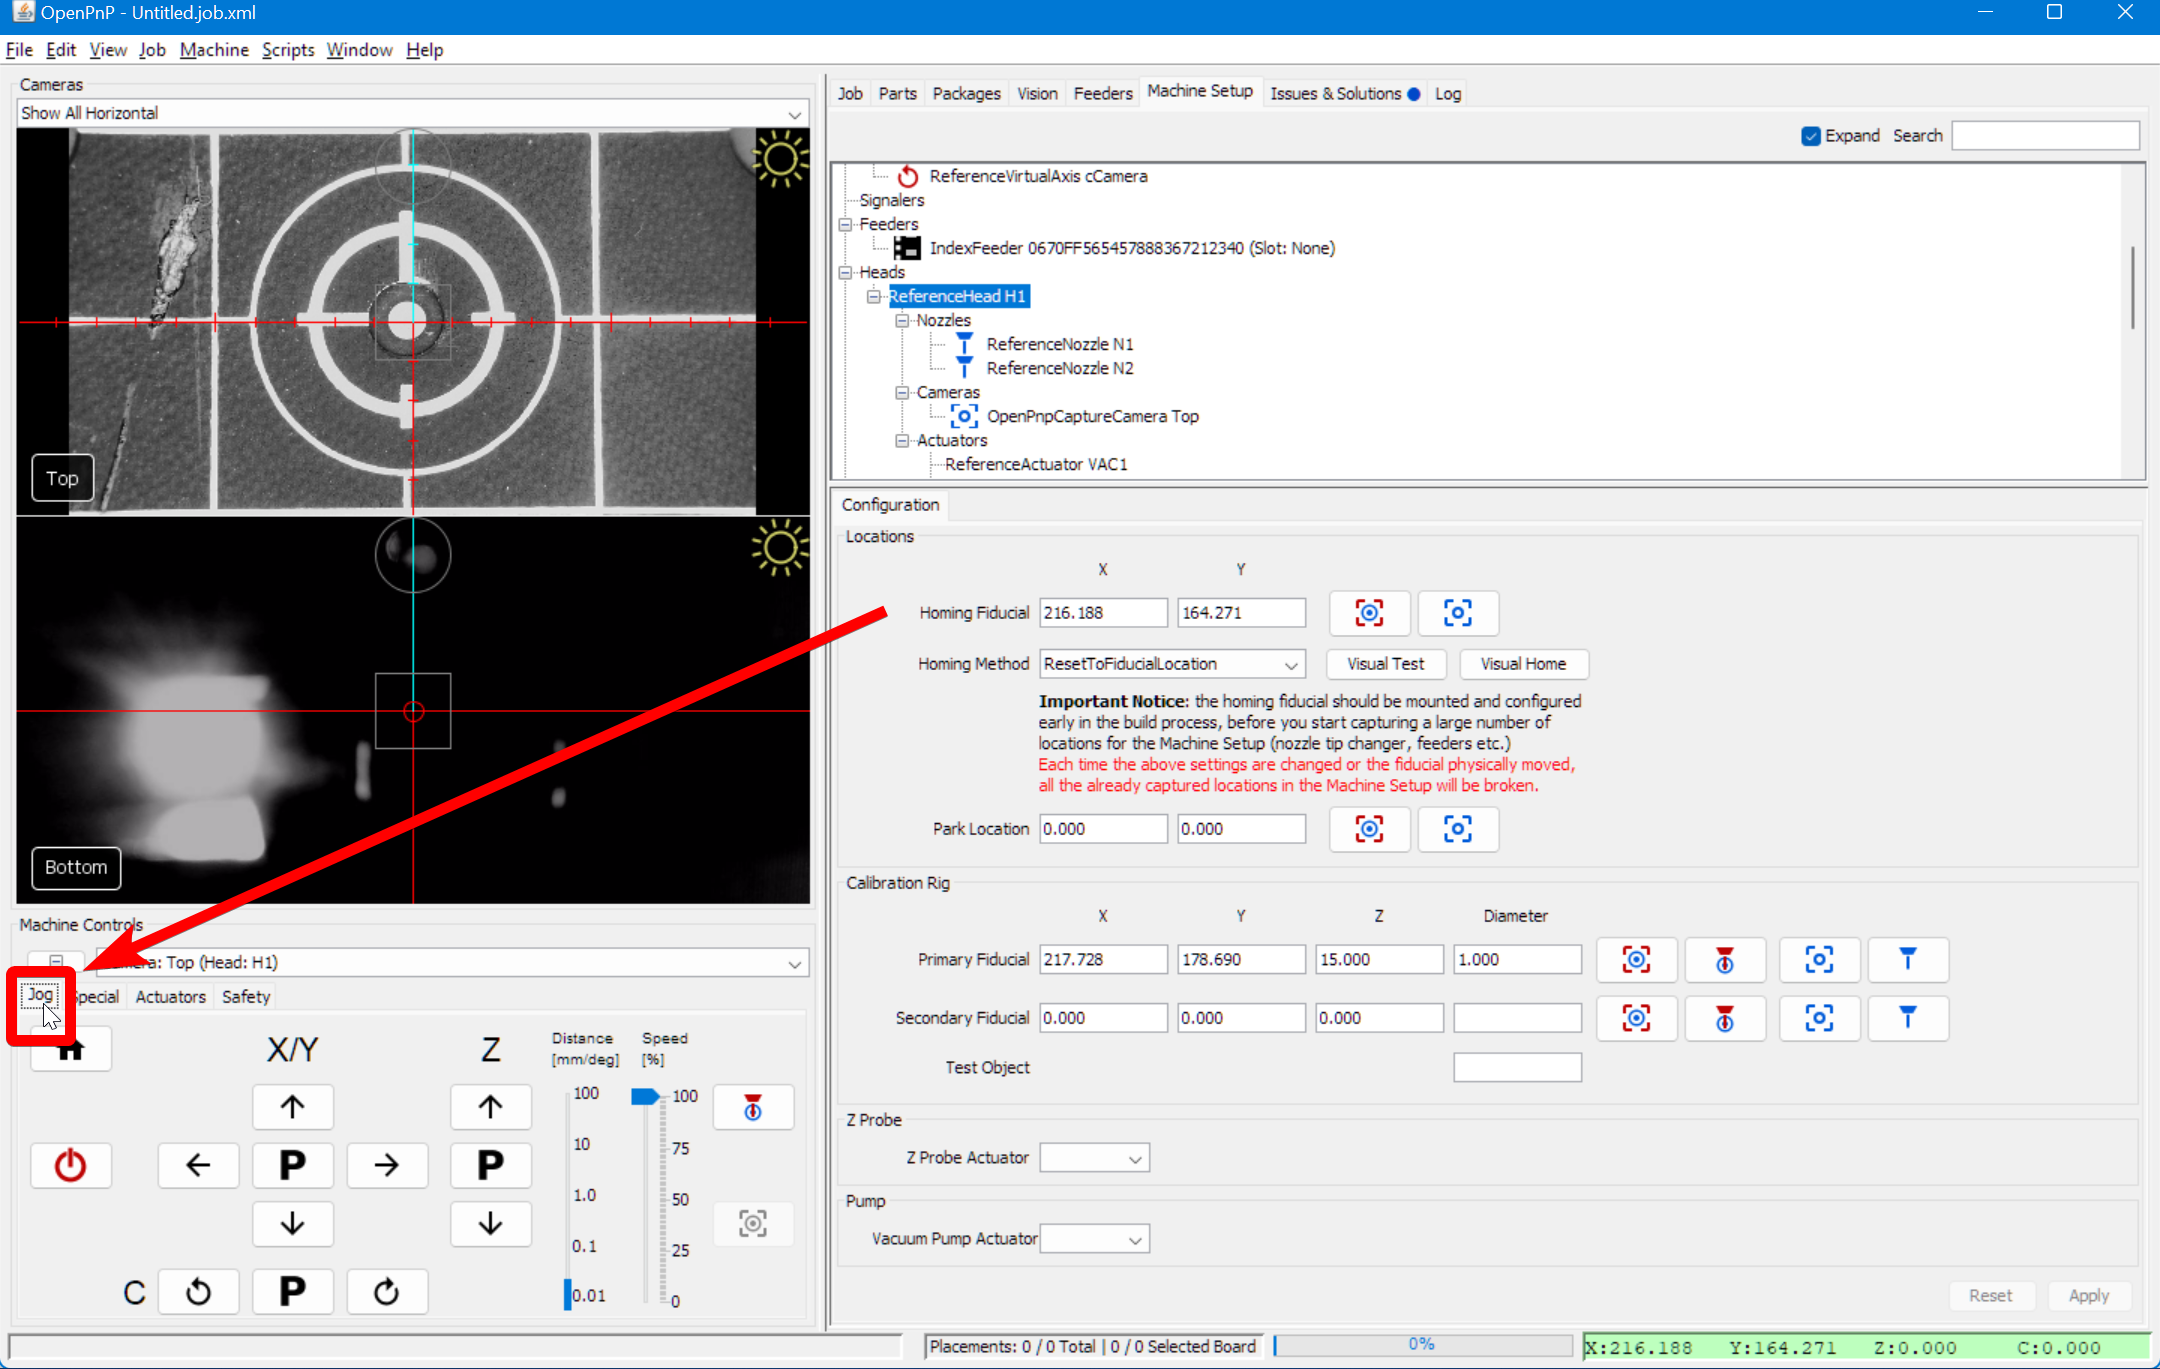 OpenPnP - Untitled.job.xml
File Edit View Job Machine Scripts Window Help
Cameras
Show All Horizontal
Top
Bottom
Machine Controls
: Top (Head: H1)
Jog Special Actuators Safety
X/Y Z Distance [mm/deg] Speed [%]
100 100
10 75
1.0 50
0.1 25
0.01 0
P P
C P
Job Parts Packages Vision Feeders Machine Setup Issues & Solutions Log
Expand Search
ReferenceVirtualAxis cCamera
Signalers
Feeders
IndexFeeder 0670FF565457888367212340 (Slot: None)
Heads
ReferenceHead H1
Nozzles
ReferenceNozzle N1
ReferenceNozzle N2
Cameras
OpenPnpCaptureCamera Top
Actuators
ReferenceActuator VAC1
Configuration
Locations
X Y
Homing Fiducial 216.188 164.271
Homing Method ResetToFiducialLocation Visual Test Visual Home
Important Notice: the homing fiducial should be mounted and configured
early in the build process, before you start capturing a large number of
locations for the Machine Setup (nozzle tip changer, feeders etc.)
Each time the above settings are changed or the fiducial physically moved,
all the already captured locations in the Machine Setup will be broken.
Park Location 0.000 0.000
Calibration Rig
X Y Z Diameter
Primary Fiducial 217.728 178.690 15.000 1.000
Secondary Fiducial 0.000 0.000 0.000
Test Object
Z Probe
Z Probe Actuator
Pump
Vacuum Pump Actuator
Reset Apply
Placements: 0 / 0 Total | 0 / 0 Selected Board 0% X:216.188 Y:164.271 Z:0.000 C:0.000